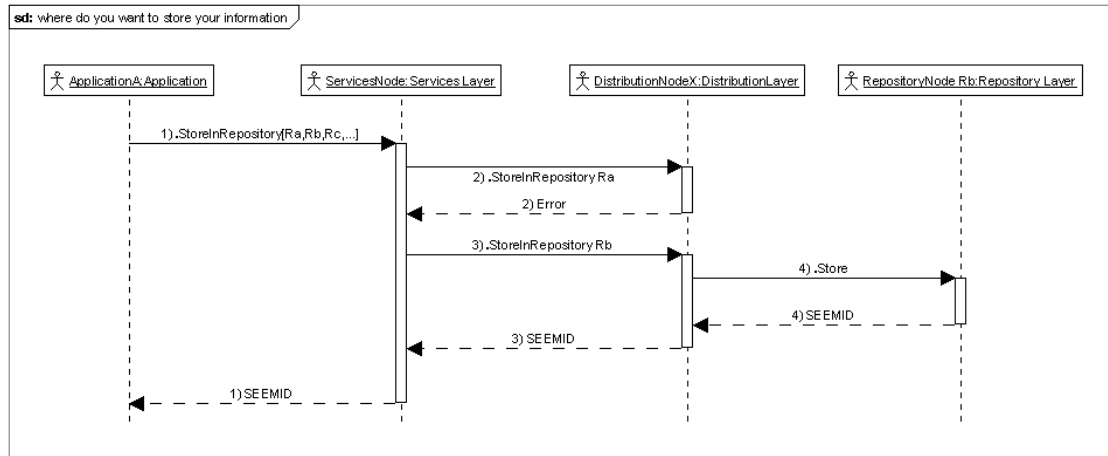 sd: where do you want to store your information
ApplicationA:Application
ServicesNode:Services Layer
DistributionNodeX:DistributionLayer
RepositoryNode Rb:Repository Layer
1).StoreInRepository[Ra,Rb,Rc,...]
2).StoreInRepository Ra
2) Error
3).StoreInRepository Rb
4) .Store
4) SEEMID
3) SEEMID
1) SEEMID